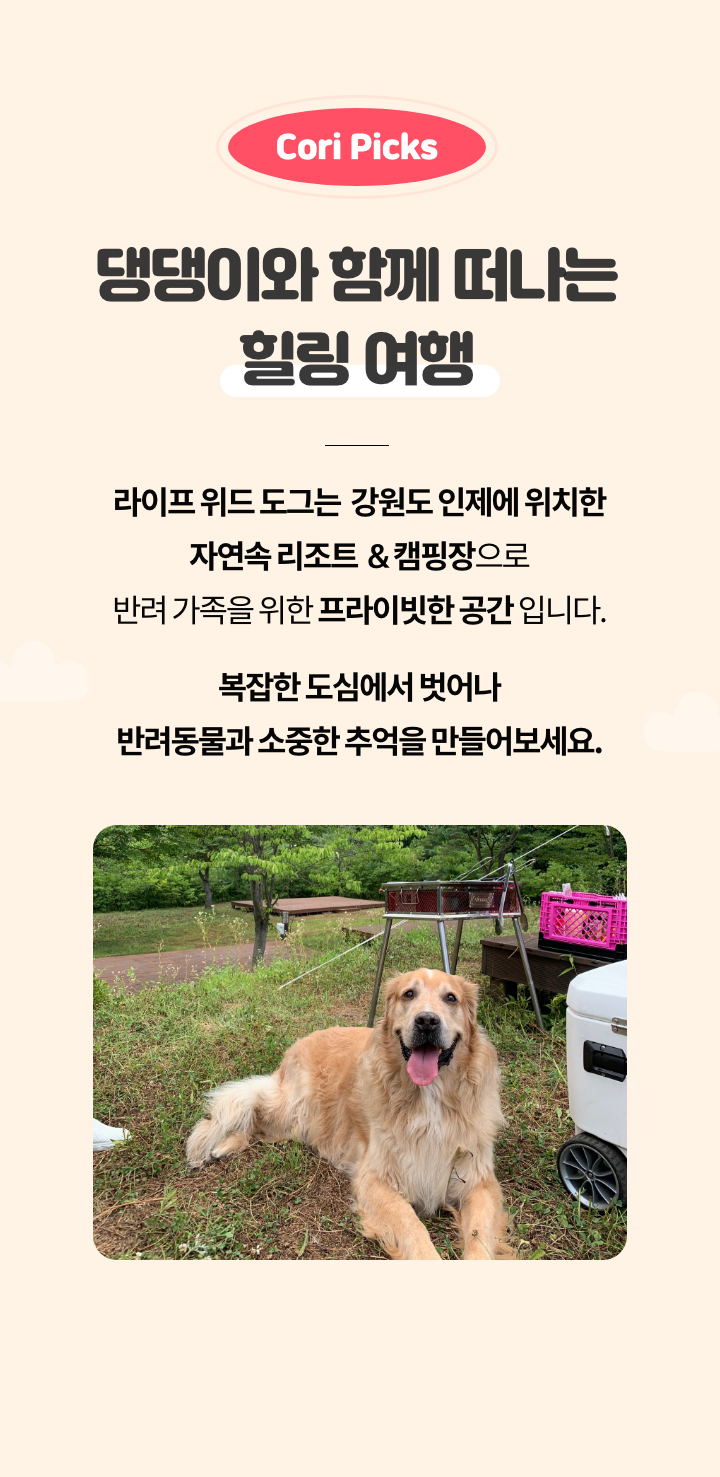 Cori Picks
댕댕이와 함께 떠나는
힐링 여행
라이프 위드 도그는 강원도 인제에 위치한
자연속 리조트 & 캠핑장으로
반려 가족을 위한 프라이빗한 공간 입니다.
복잡한 도심에서 벗어나
반려동물과 소중한 추억을 만들어보세요.